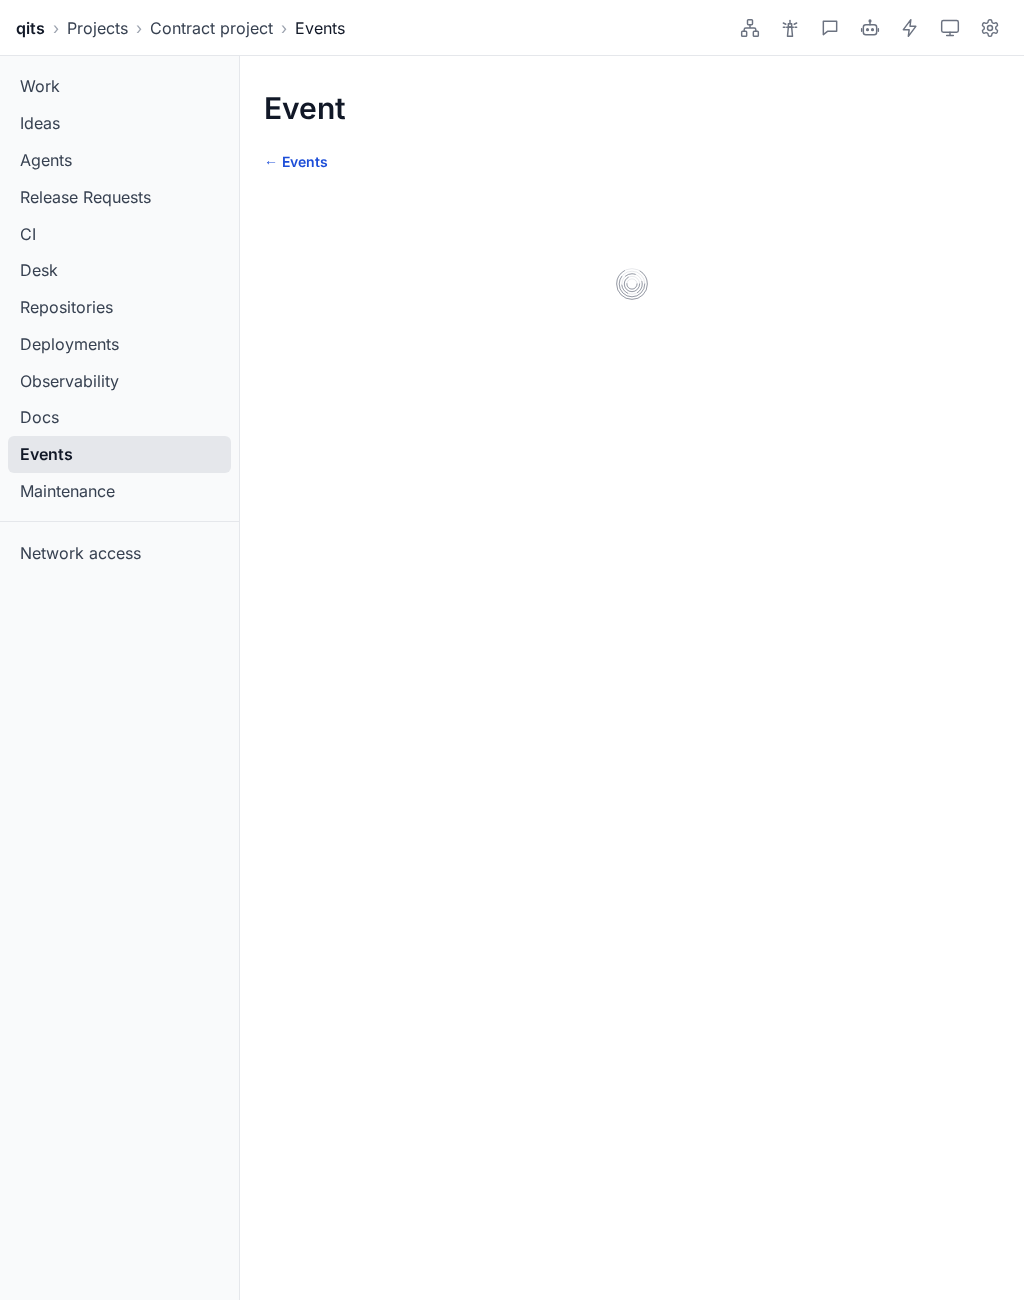 qits › Projects › Contract project › Events
Work
Ideas
Agents
Release Requests
CI
Desk
Repositories
Deployments
Observability
Docs
Events
Maintenance
Network access
Event
← Events